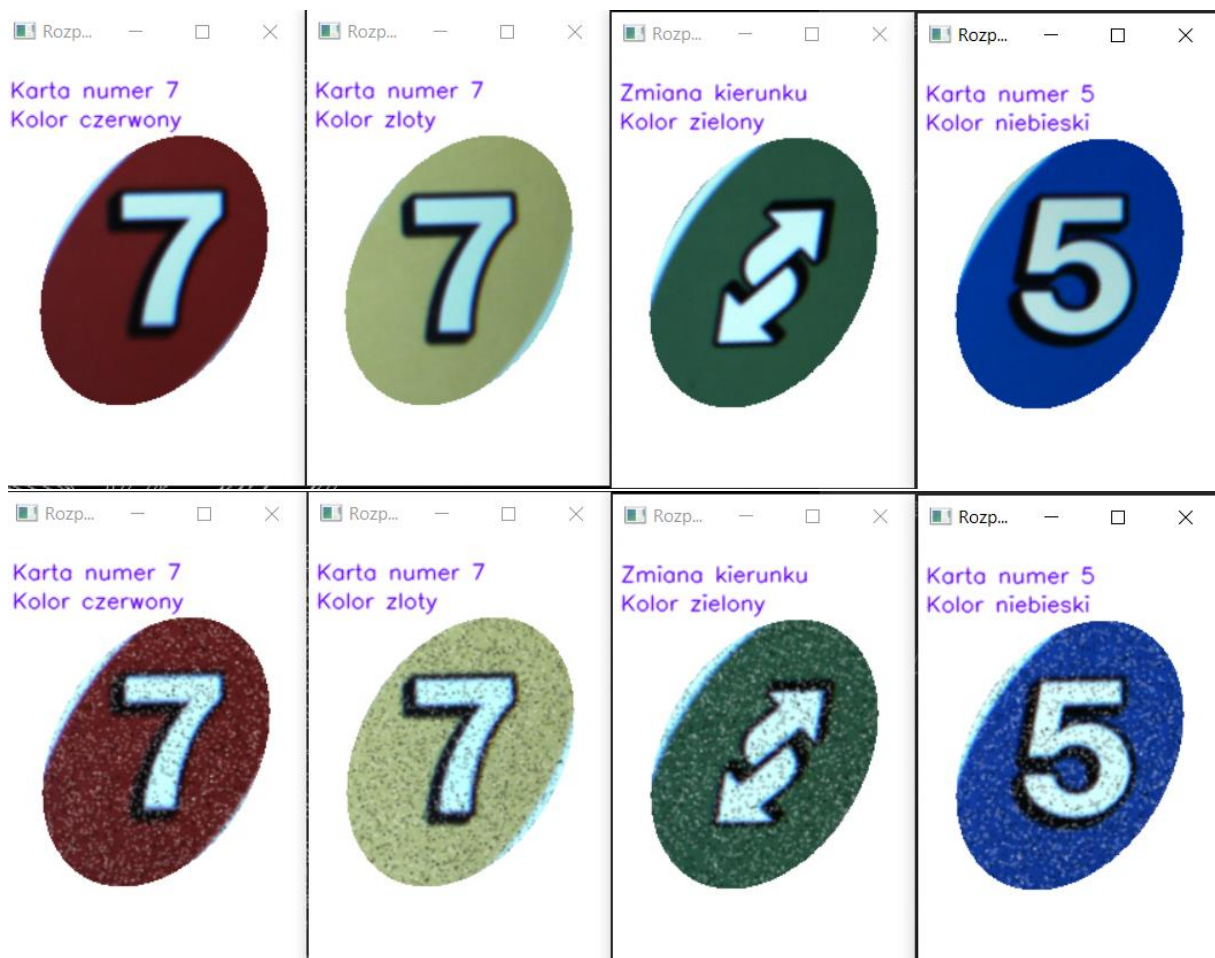 Rozp...
Karta numer 7
Kolor czerwony
7
Rozp...
Karta numer 7
Kolor zloty
7
Rozp...
Zmiana kierunku
Kolor zielony
Rozp...
Karta numer 5
Kolor niebieski
5
Rozp...
Karta numer 7
Kolor czerwony
7
Rozp...
Karta numer 7
Kolor zloty
7
Rozp...
Zmiana kierunku
Kolor zielony
Rozp...
Karta numer 5
Kolor niebieski
5